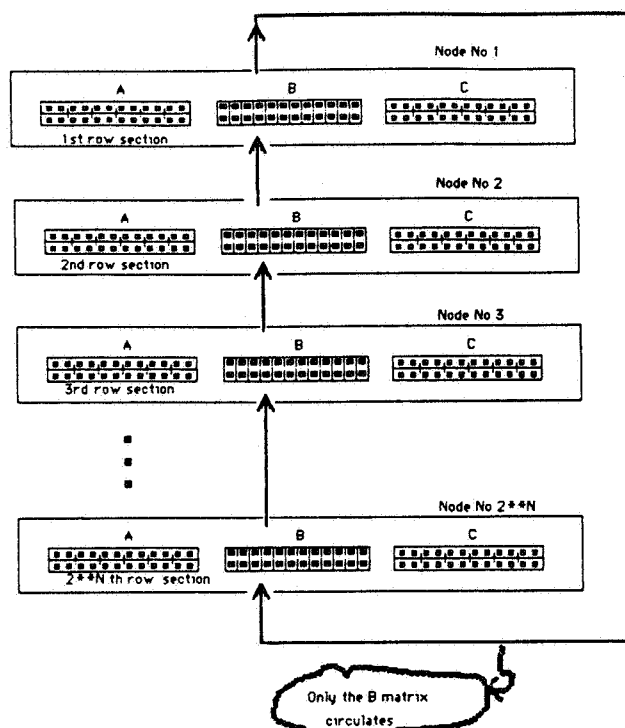 Node No 1
A B C
1st row section
Node No 2
A B C
2nd row section
Node No 3
A B C
3rd row section
Node No 2**N
A B C
2**N th row section
Only the B matrix
circulates